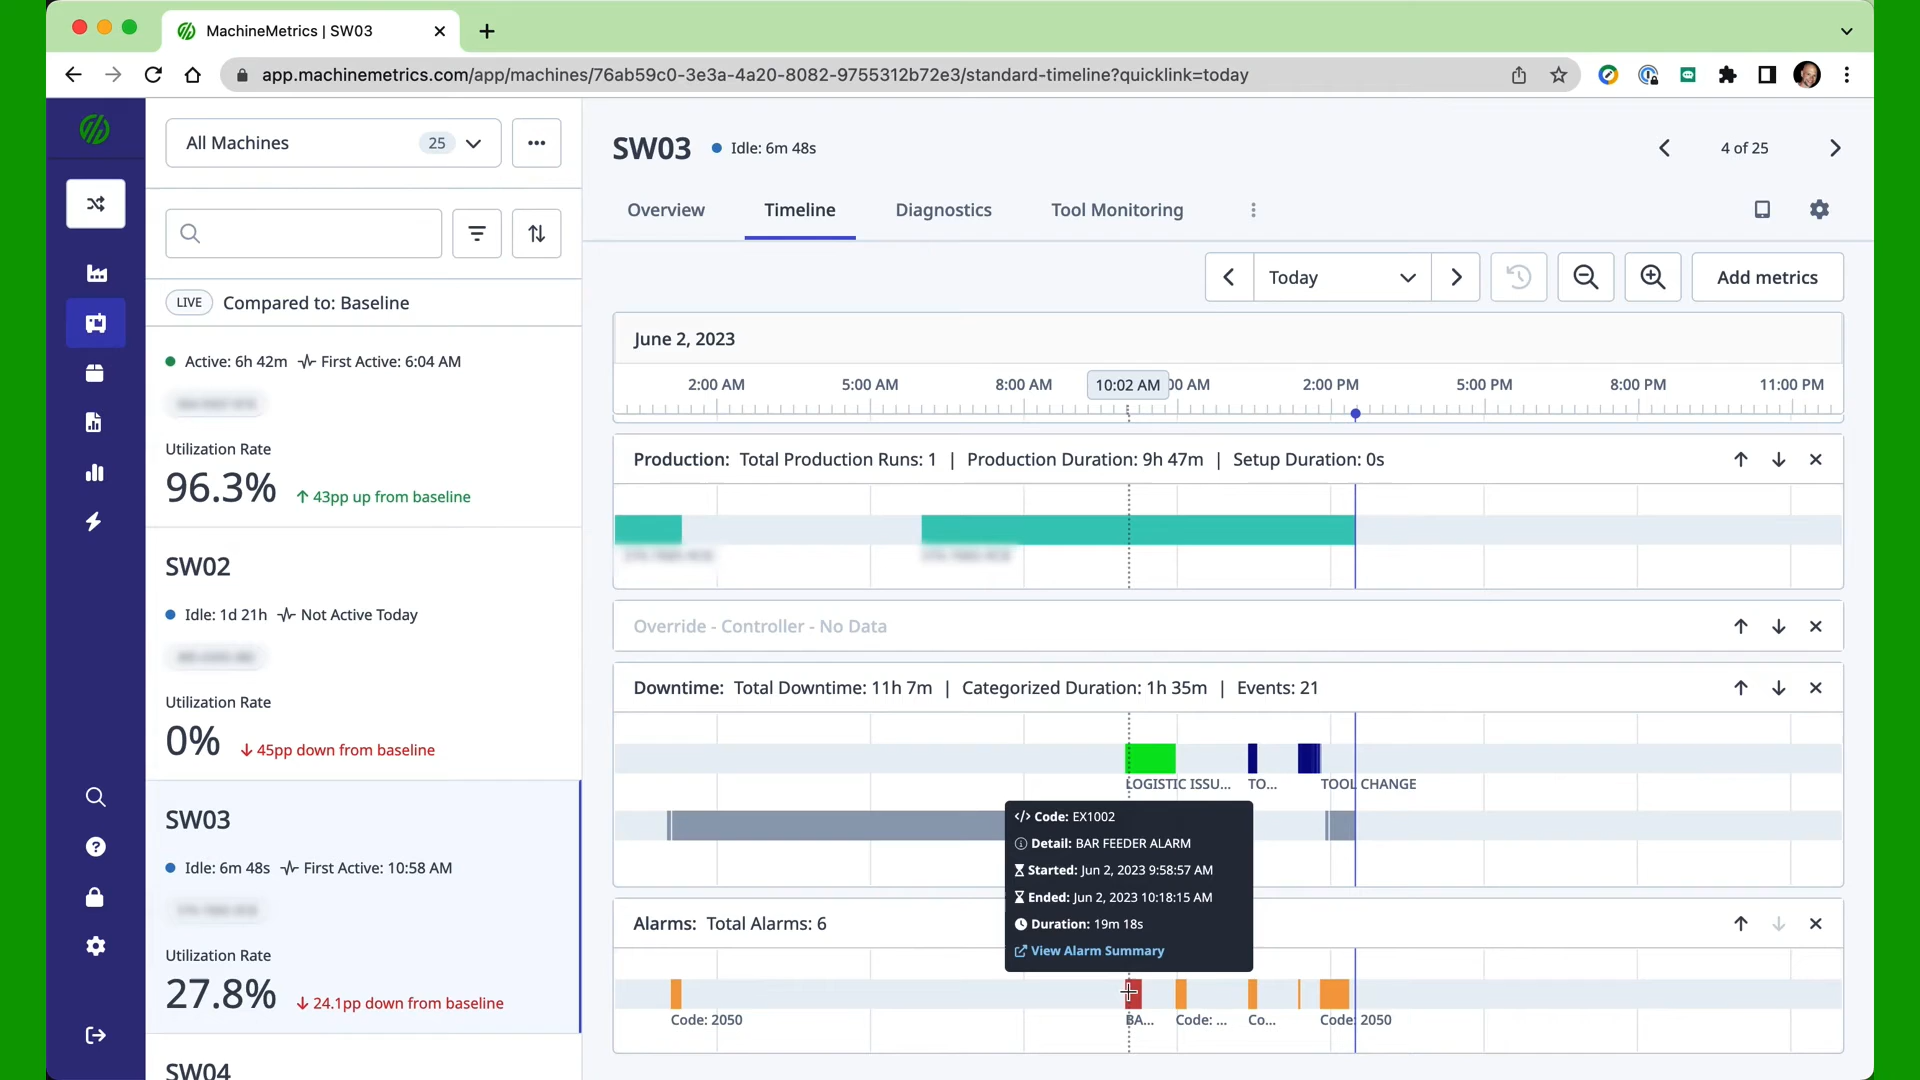 MachineMetrics | SW03
app.machinemetrics.com/app/machines/76ab59c0-3e3a-4a20-8082-9755312b72e3/standard-timeline?quicklink=today
All Machines 25
LIVE Compared to: Baseline
Active: 6h 42m First Active: 6:04 AM
Utilization Rate
96.3% 43pp up from baseline
SW02
Idle: 1d 21h Not Active Today
Utilization Rate
0% 45pp down from baseline
SW03
Idle: 6m 48s First Active: 10:58 AM
Utilization Rate
27.8% 24.1pp down from baseline
SW04
SW03 Idle: 6m 48s 4 of 25
Overview Timeline Diagnostics Tool Monitoring
Today Add metrics
June 2, 2023
2:00 AM 5:00 AM 8:00 AM 10:02 AM 00 AM 2:00 PM 5:00 PM 8:00 PM 11:00 PM
Production: Total Production Runs: 1 | Production Duration: 9h 47m | Setup Duration: 0s
Override - Controller - No Data
Downtime: Total Downtime: 11h 7m | Categorized Duration: 1h 35m | Events: 21
LOGISTIC ISSU... TO... TOOL CHANGE
</> Code: EX1002
Detail: BAR FEEDER ALARM
Started: Jun 2, 2023 9:58:57 AM
Ended: Jun 2, 2023 10:18:15 AM
Duration: 19m 18s
View Alarm Summary
Alarms: Total Alarms: 6
Code: 2050 BA... Code: ... Co... Code: 2050